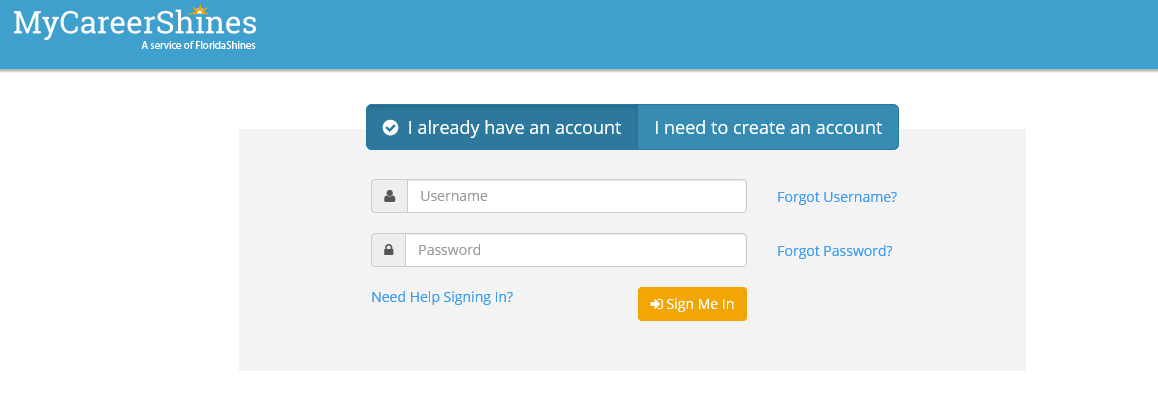 MyCareerShines
A service of FloridaShines
I already have an account
I need to create an account
Username
Forgot Username?
Password
Forgot Password?
Need Help Signing In?
Sign Me In